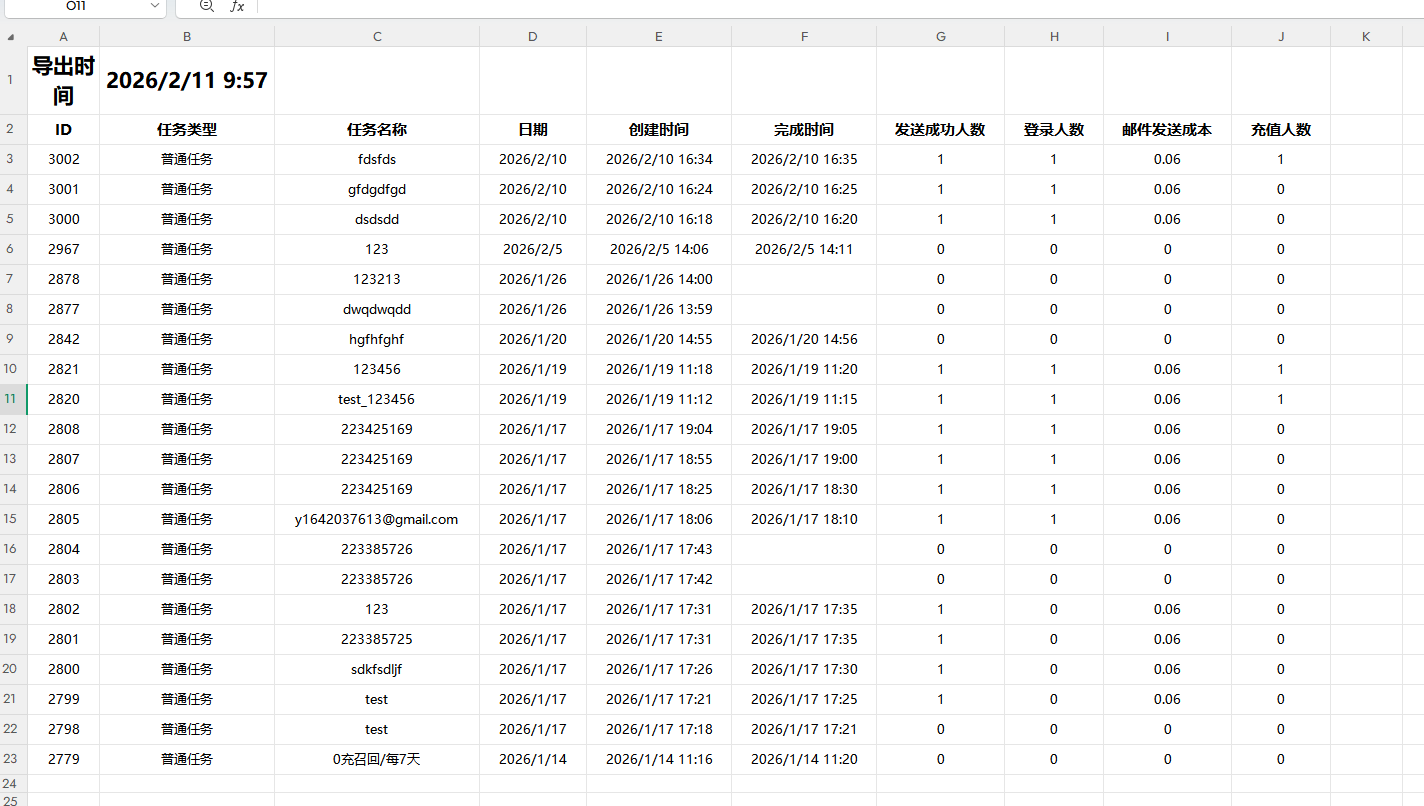 O11 fx
A B C D E F G H I J K
1 导出时间 2026/2/11 9:57
2 ID 任务类型 任务名称 日期 创建时间 完成时间 发送成功人数 登录人数 邮件发送成本 充值人数
3 3002 普通任务 fdsfds 2026/2/10 2026/2/10 16:34 2026/2/10 16:35 1 1 0.06 1
4 3001 普通任务 gfdgdfgd 2026/2/10 2026/2/10 16:24 2026/2/10 16:25 1 1 0.06 0
5 3000 普通任务 dsdsdd 2026/2/10 2026/2/10 16:18 2026/2/10 16:20 1 1 0.06 0
6 2967 普通任务 123 2026/2/5 2026/2/5 14:06 2026/2/5 14:11 0 0 0 0
7 2878 普通任务 123213 2026/1/26 2026/1/26 14:00 0 0 0 0
8 2877 普通任务 dwqdwqdd 2026/1/26 2026/1/26 13:59 0 0 0 0
9 2842 普通任务 hgfhfghf 2026/1/20 2026/1/20 14:55 2026/1/20 14:56 0 0 0 0
10 2821 普通任务 123456 2026/1/19 2026/1/19 11:18 2026/1/19 11:20 1 1 0.06 1
11 2820 普通任务 test_123456 2026/1/19 2026/1/19 11:12 2026/1/19 11:15 1 1 0.06 1
12 2808 普通任务 223425169 2026/1/17 2026/1/17 19:04 2026/1/17 19:05 1 1 0.06 0
13 2807 普通任务 223425169 2026/1/17 2026/1/17 18:55 2026/1/17 19:00 1 1 0.06 0
14 2806 普通任务 223425169 2026/1/17 2026/1/17 18:25 2026/1/17 18:30 1 1 0.06 0
15 2805 普通任务 y1642037613@gmail.com 2026/1/17 2026/1/17 18:06 2026/1/17 18:10 1 1 0.06 0
16 2804 普通任务 223385726 2026/1/17 2026/1/17 17:43 0 0 0 0
17 2803 普通任务 223385726 2026/1/17 2026/1/17 17:42 0 0 0 0
18 2802 普通任务 123 2026/1/17 2026/1/17 17:31 2026/1/17 17:35 1 0 0.06 0
19 2801 普通任务 223385725 2026/1/17 2026/1/17 17:31 2026/1/17 17:35 1 0 0.06 0
20 2800 普通任务 sdkfsdljf 2026/1/17 2026/1/17 17:26 2026/1/17 17:30 1 0 0.06 0
21 2799 普通任务 test 2026/1/17 2026/1/17 17:21 2026/1/17 17:25 1 0 0.06 0
22 2798 普通任务 test 2026/1/17 2026/1/17 17:18 2026/1/17 17:21 0 0 0 0
23 2779 普通任务 0充召回/每7天 2026/1/14 2026/1/14 11:16 2026/1/14 11:20 0 0 0 0
24
25